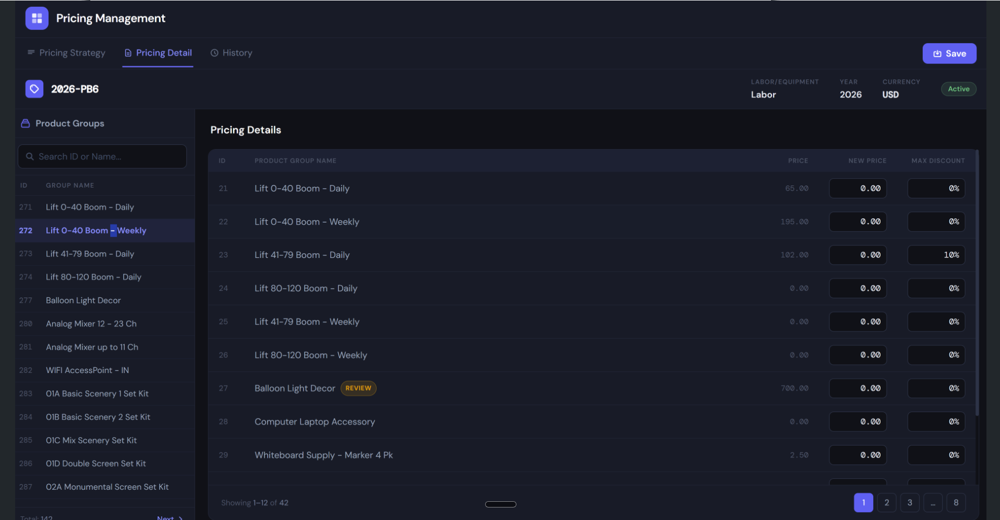 Pricing Management
Pricing Strategy
Pricing Detail
History
Save
2026-PB6
LABOR/EQUIPMENT
Labor
YEAR
2026
CURRENCY
USD
Active
Product Groups
Search ID or Name...
ID GROUP NAME
271 Lift 0-40 Boom - Daily
272 Lift 0-40 Boom - Weekly
273 Lift 41-79 Boom - Daily
274 Lift 80-120 Boom - Daily
277 Balloon Light Decor
280 Analog Mixer 12 - 23 Ch
281 Analog Mixer up to 11 Ch
282 WIFI AccessPoint - IN
283 01A Basic Scenery 1 Set Kit
284 01B Basic Scenery 2 Set Kit
285 01C Mix Scenery Set Kit
286 01D Double Screen Set Kit
287 02A Monumental Screen Set Kit
Total: 142 Next
Pricing Details
ID PRODUCT GROUP NAME PRICE NEW PRICE MAX DISCOUNT
21 Lift 0-40 Boom - Daily 65.00 0.00 0%
22 Lift 0-40 Boom - Weekly 195.00 0.00 0%
23 Lift 41-79 Boom - Daily 102.00 0.00 10%
24 Lift 80-120 Boom - Daily 0.00 0.00 0%
25 Lift 41-79 Boom - Weekly 0.00 0.00 0%
26 Lift 80-120 Boom - Weekly 0.00 0.00 0%
27 Balloon Light Decor REVIEW 700.00 0.00 0%
28 Computer Laptop Accessory 0.00 0.00 0%
29 Whiteboard Supply - Marker 4 Pk 2.50 0.00 0%
Showing 1-12 of 42
1 2 3 ... 8